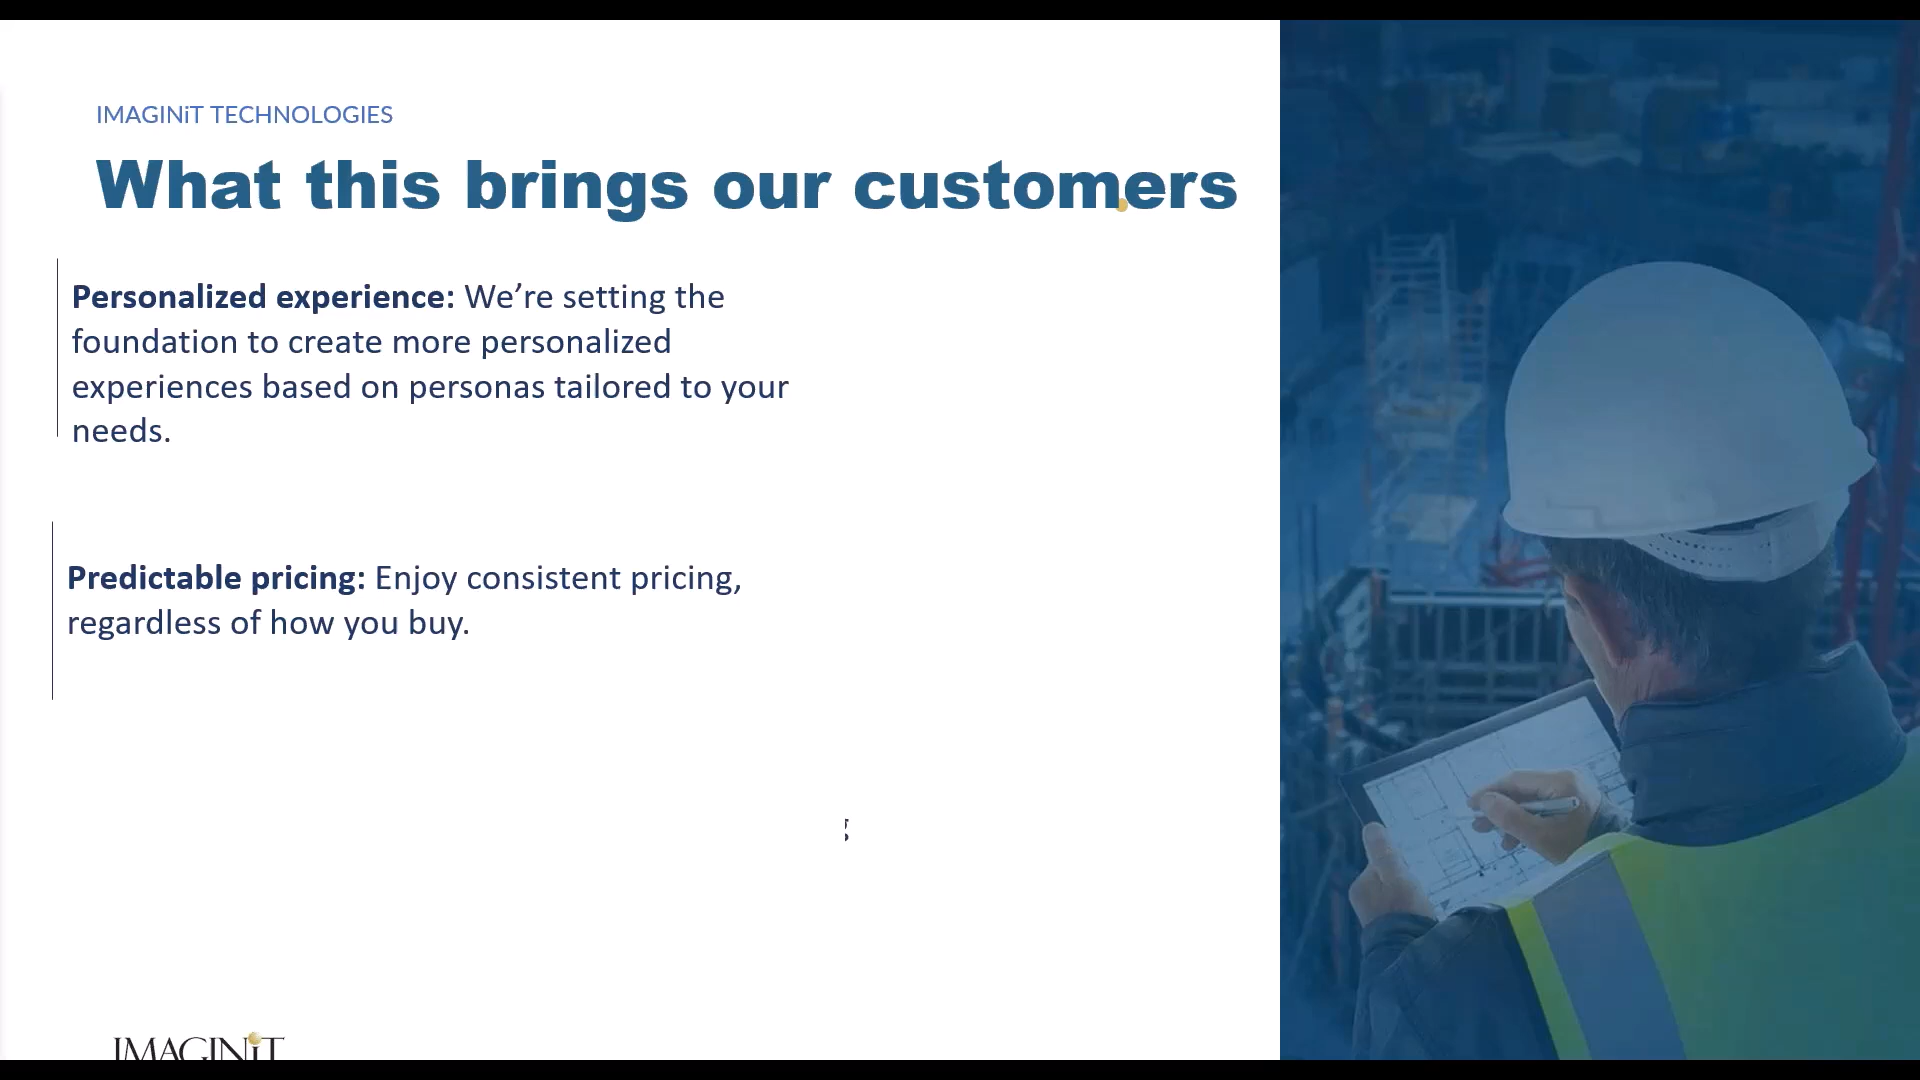 IMAGINiT TECHNOLOGIES
What this brings our customers
Personalized experience: We’re setting the
foundation to create more personalized
experiences based on personas tailored to your
needs.
Predictable pricing: Enjoy consistent pricing,
regardless of how you buy.
IMAGINiT